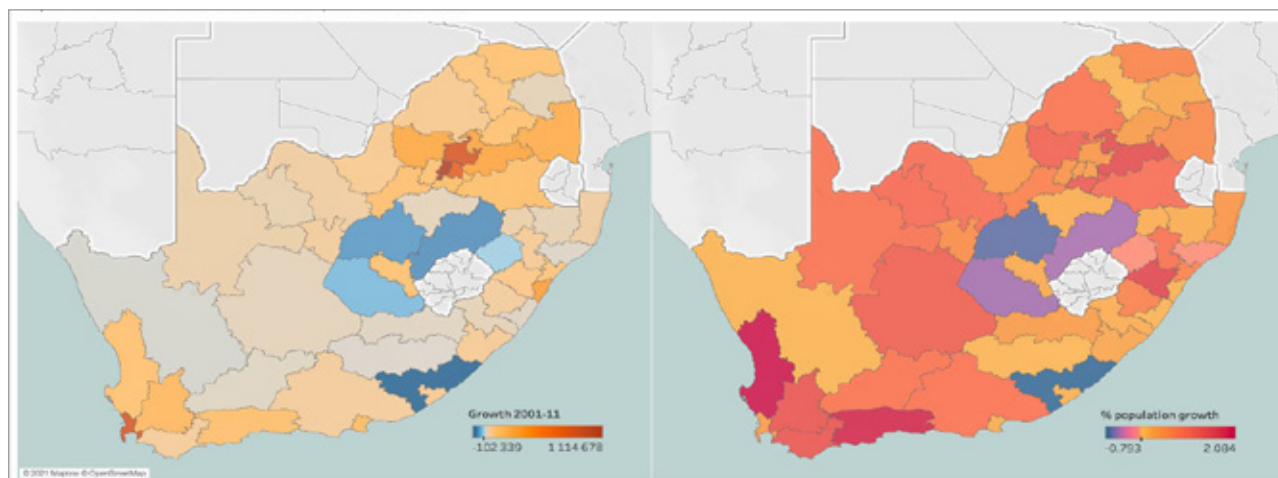 Growth 2001-11
-102 339 1 114 678
% population growth
-0.793 2.084
© 2021 Mapbox © OpenStreetMap